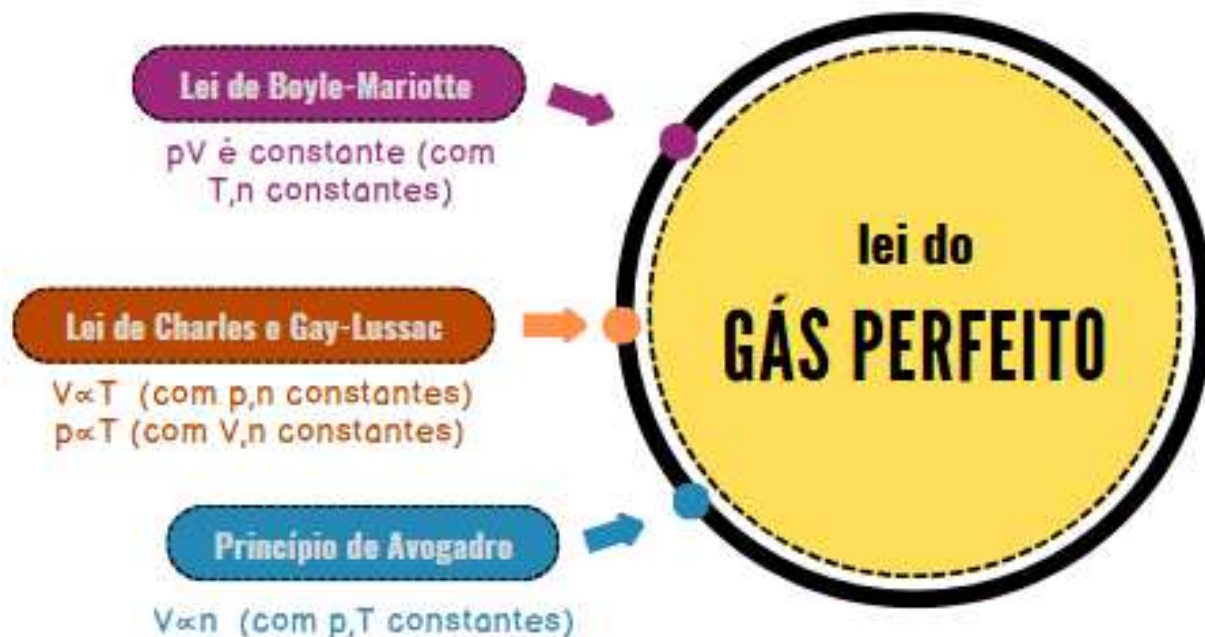 Lei de Boyle-Mariotte
pV é constante (com
T,n constantes)
Lei de Charles e Gay-Lussac
V∝T (com p,n constantes)
p∝T (com V,n constantes)
Princípio de Avogadro
V∝n (com p,T constantes)
lei do
GÁS PERFEITO